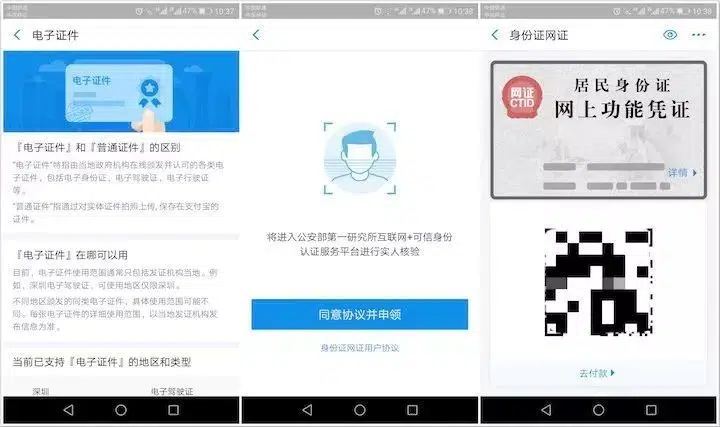 47% 10:37
电子证件
电子证件
『电子证件』和『普通证件』的区别
"电子证件"特指由当地政府机构在线颁发并认可的各类电
子证件，包括电子身份证，电子驾驶证，电子行驶证
等。
"普通证件"指通过对实体证件拍照上传，保存在支付宝的
证件。
『电子证件』在哪可以用
目前，电子证件使用范围通常只包括发证机构当地。例
如，深圳电子驾驶证，可使用地区仅限深圳。
不同地区颁发的同类电子证件，具体使用范围可能不
同。每张电子证件的详细使用范围，以当地发证机构发
布信息为准。
当前已支持『电子证件』的地区和类型
深圳 电子驾驶证
47% 10:38
将进入公安部第一研究所互联网+可信身份
认证服务平台进行实人核验
同意协议并申领
身份证网证用户协议
47% 10:38
身份证网证
网证
CTID
居民身份证
网上功能凭证
详情
去付款